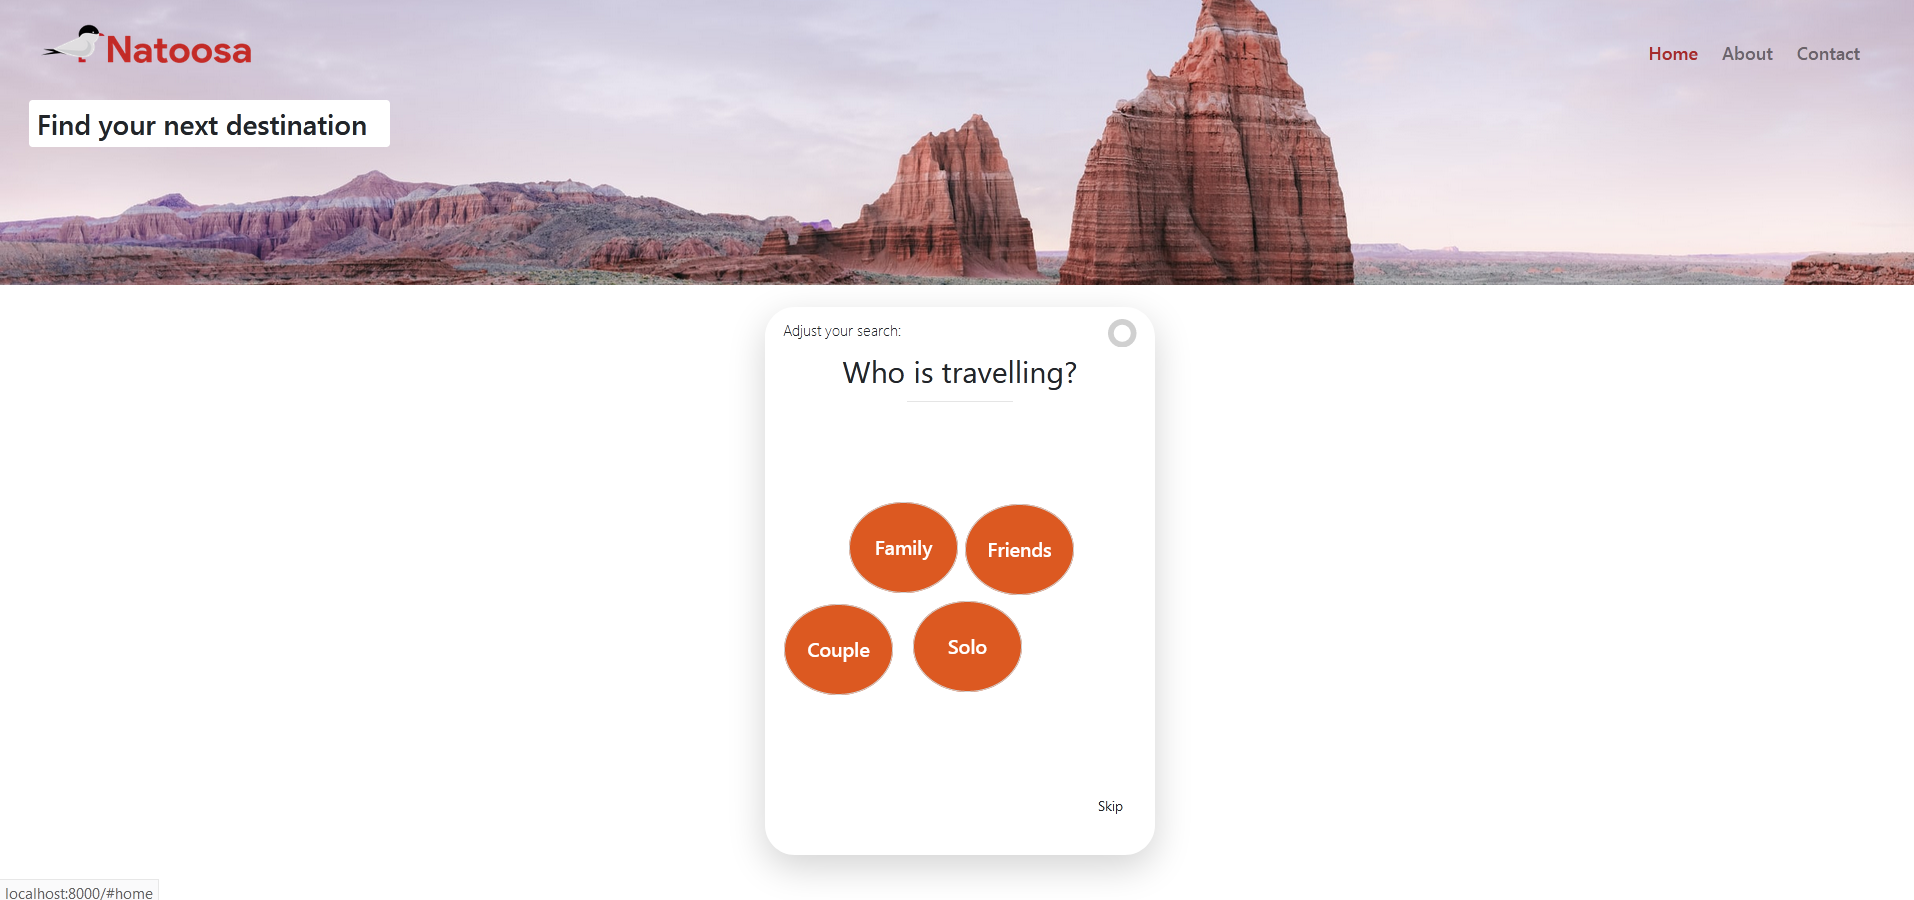 Natoosa
Home About Contact
Find your next destination
Adjust your search:
Who is travelling?
Family
Friends
Couple
Solo
Skip
localhost:8000/#home